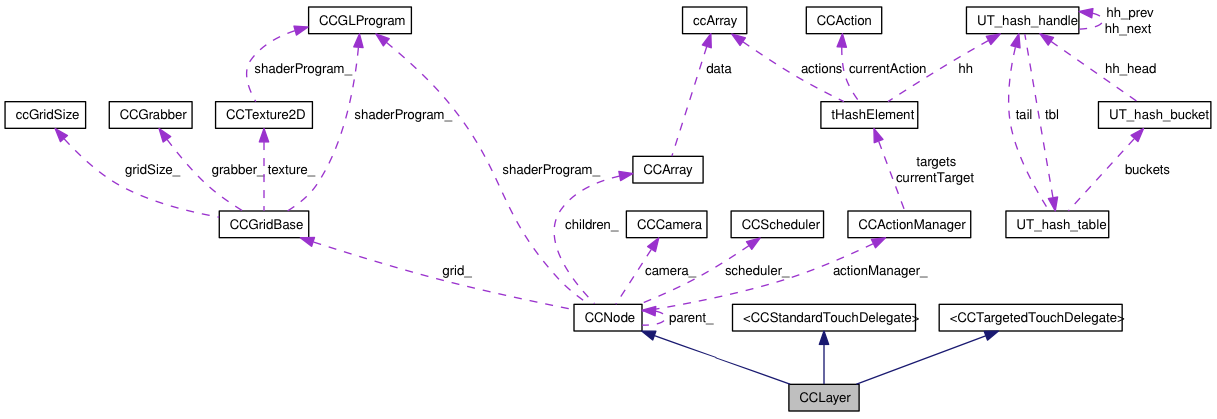 CCGLProgram
ccArray
CCAction
UT_hash_handle
hh_prev
hh_next
shaderProgram_
data
actions
currentAction
hh
hh_head
ccGridSize
CCGrabber
CCTexture2D
shaderProgram_
tHashElement
tail
tbl
UT_hash_bucket
gridSize_
grabber_
texture_
shaderProgram_
CCArray
targets
currentTarget
buckets
CCGridBase
children_
CCCamera
CCScheduler
CCActionManager
UT_hash_table
grid_
camera_
scheduler_
actionManager_
CCNode
parent_
<CCStandardTouchDelegate>
<CCTargetedTouchDelegate>
CCLayer